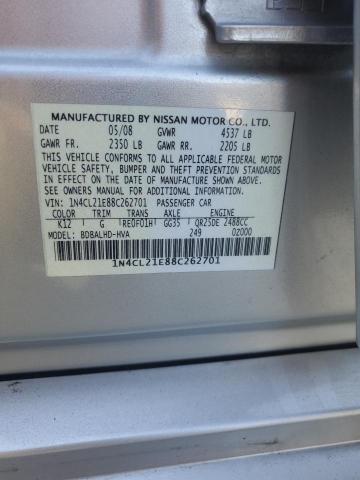 MANUFACTURED BY NISSAN MOTOR CO., LTD.
DATE 05/08 GVWR 4537 LB
GAWR FR. 2350 LB GAWR RR. 2205 LB
THIS VEHICLE CONFORMS TO ALL APPLICABLE FEDERAL MOTOR
VEHICLE SAFETY, BUMPER, AND THEFT PREVENTION STANDARDS
IN EFFECT ON THE DATE OF MANUFACTURE SHOWN ABOVE.
SEE OWNERS MANUAL FOR ADDITIONAL INFORMATION
VIN: 1N4CL21E88C262701 PASSENGER CAR
COLOR TRIM TRANS AXLE ENGINE
K12 G RE0F01H GG35 QR25DE 2488CC
MODEL: BDBALHD-HVA 249 02000
1N4CL21E88C262701